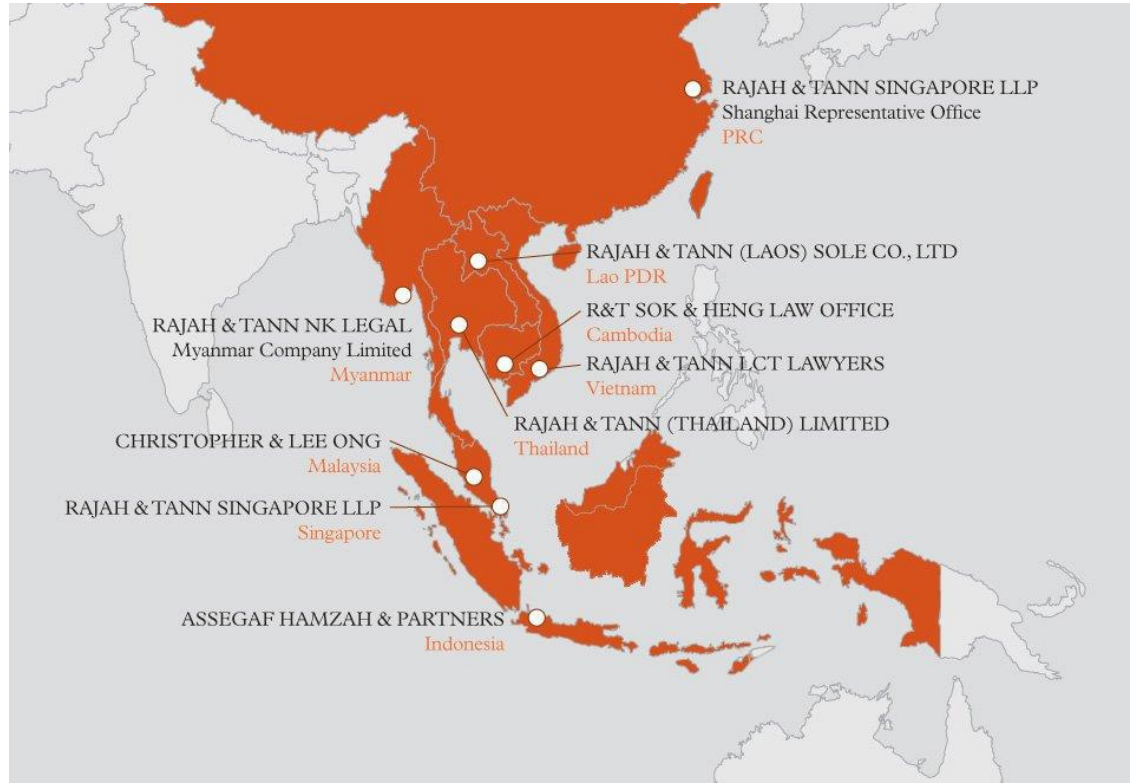 RAJAH & TANN SINGAPORE LLP
Shanghai Representative Office
PRC
RAJAH & TANN (LAOS) SOLE CO., LTD
Lao PDR
R&T SOK & HENG LAW OFFICE
Cambodia
RAJAH & TANN NK LEGAL
Myanmar Company Limited
Myanmar
RAJAH & TANN LCT LAWYERS
Vietnam
RAJAH & TANN (THAILAND) LIMITED
Thailand
CHRISTOPHER & LEE ONG
Malaysia
RAJAH & TANN SINGAPORE LLP
Singapore
ASSEGAF HAMZAH & PARTNERS
Indonesia